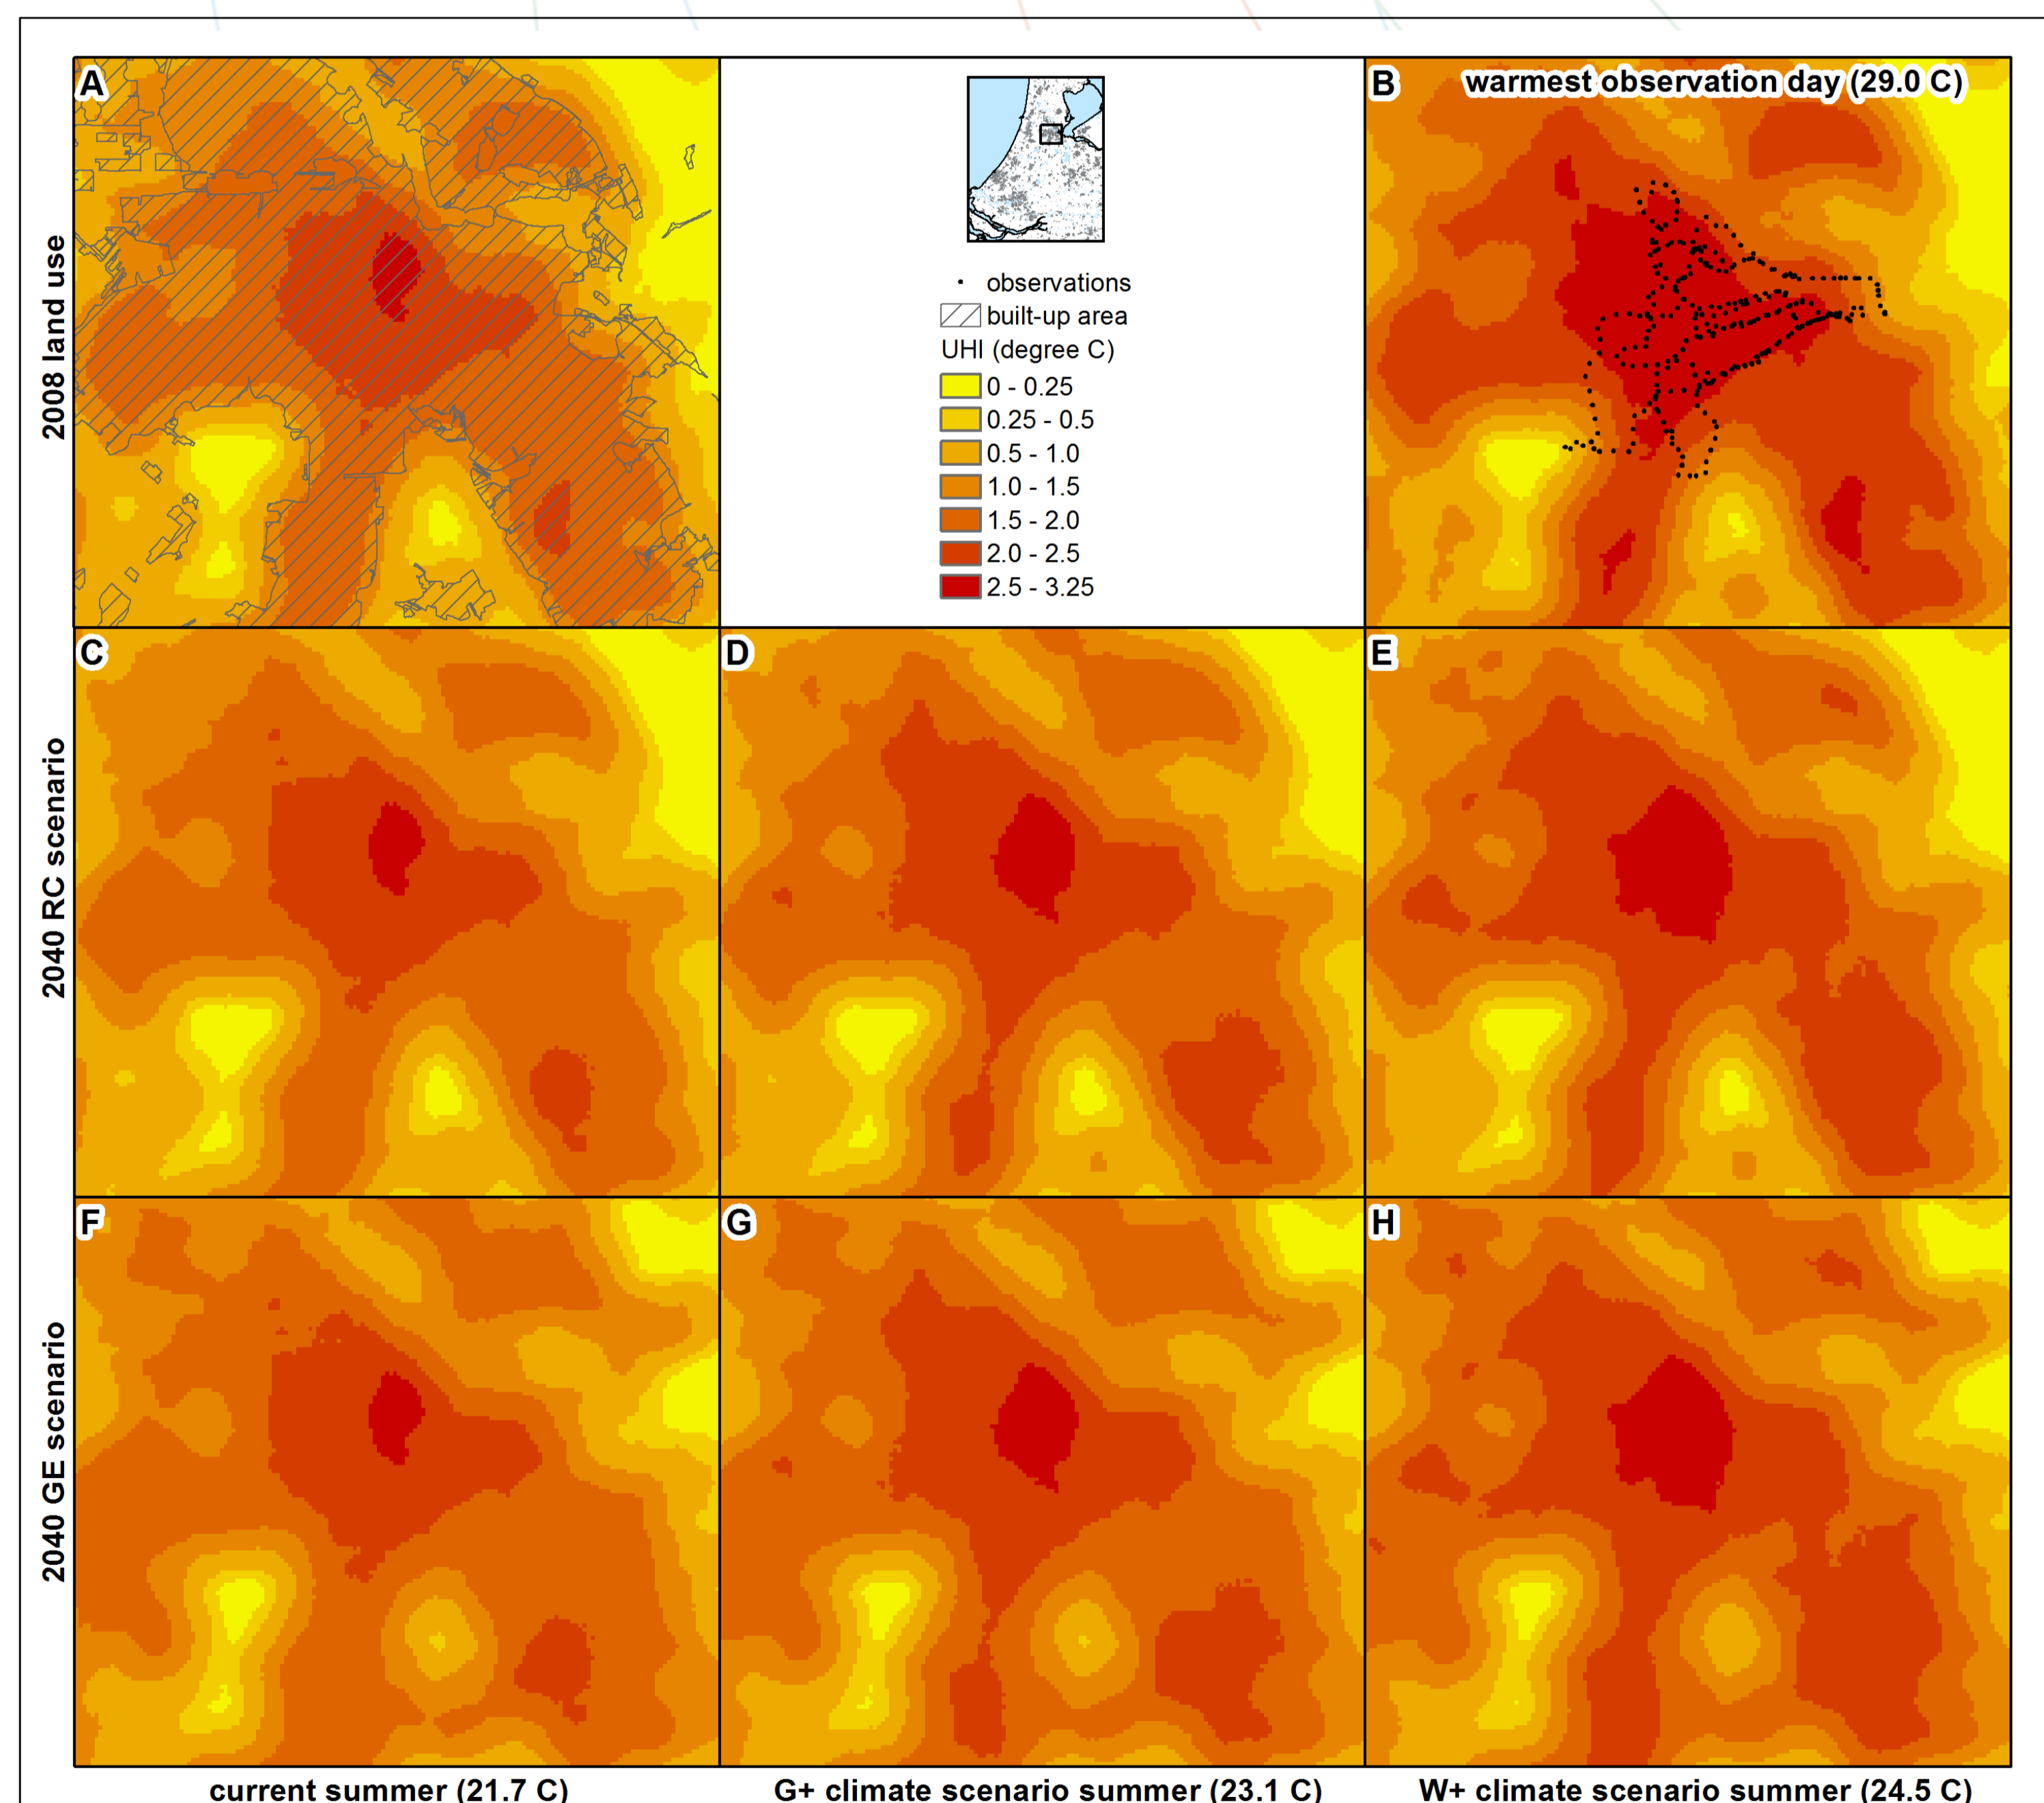 A
B
warmest observation day (29.0 C)
2008 land use
observations
built-up area
UHI (degree C)
0 - 0.25
0.25 - 0.5
0.5 - 1.0
1.0 - 1.5
1.5 - 2.0
2.0 - 2.5
2.5 - 3.25
C
D
E
2040 RC scenario
F
G
H
2040 GE scenario
current summer (21.7 C)
G+ climate scenario summer (23.1 C)
W+ climate scenario summer (24.5 C)